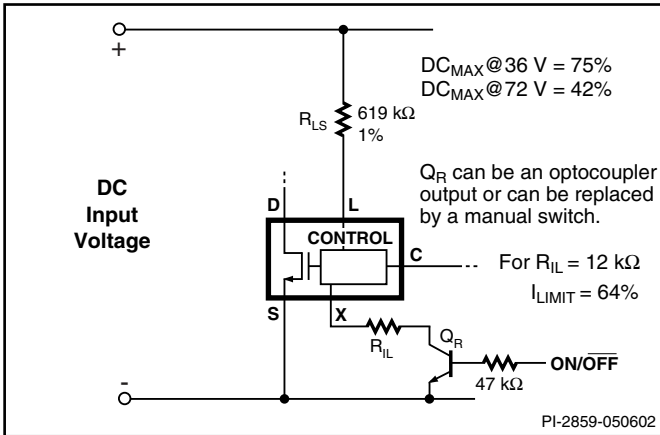 +
DC
Input
Voltage
-
R_LS
619 kΩ
1%
DC_MAX@36 V = 75%
DC_MAX@72 V = 42%
Q_R can be an optocoupler
output or can be replaced
by a manual switch.
D
L
CONTROL
C
S
X
For R_IL = 12 kΩ
I_LIMIT = 64%
R_IL
Q_R
47 kΩ
ON/O̅F̅F̅
PI-2859-050602